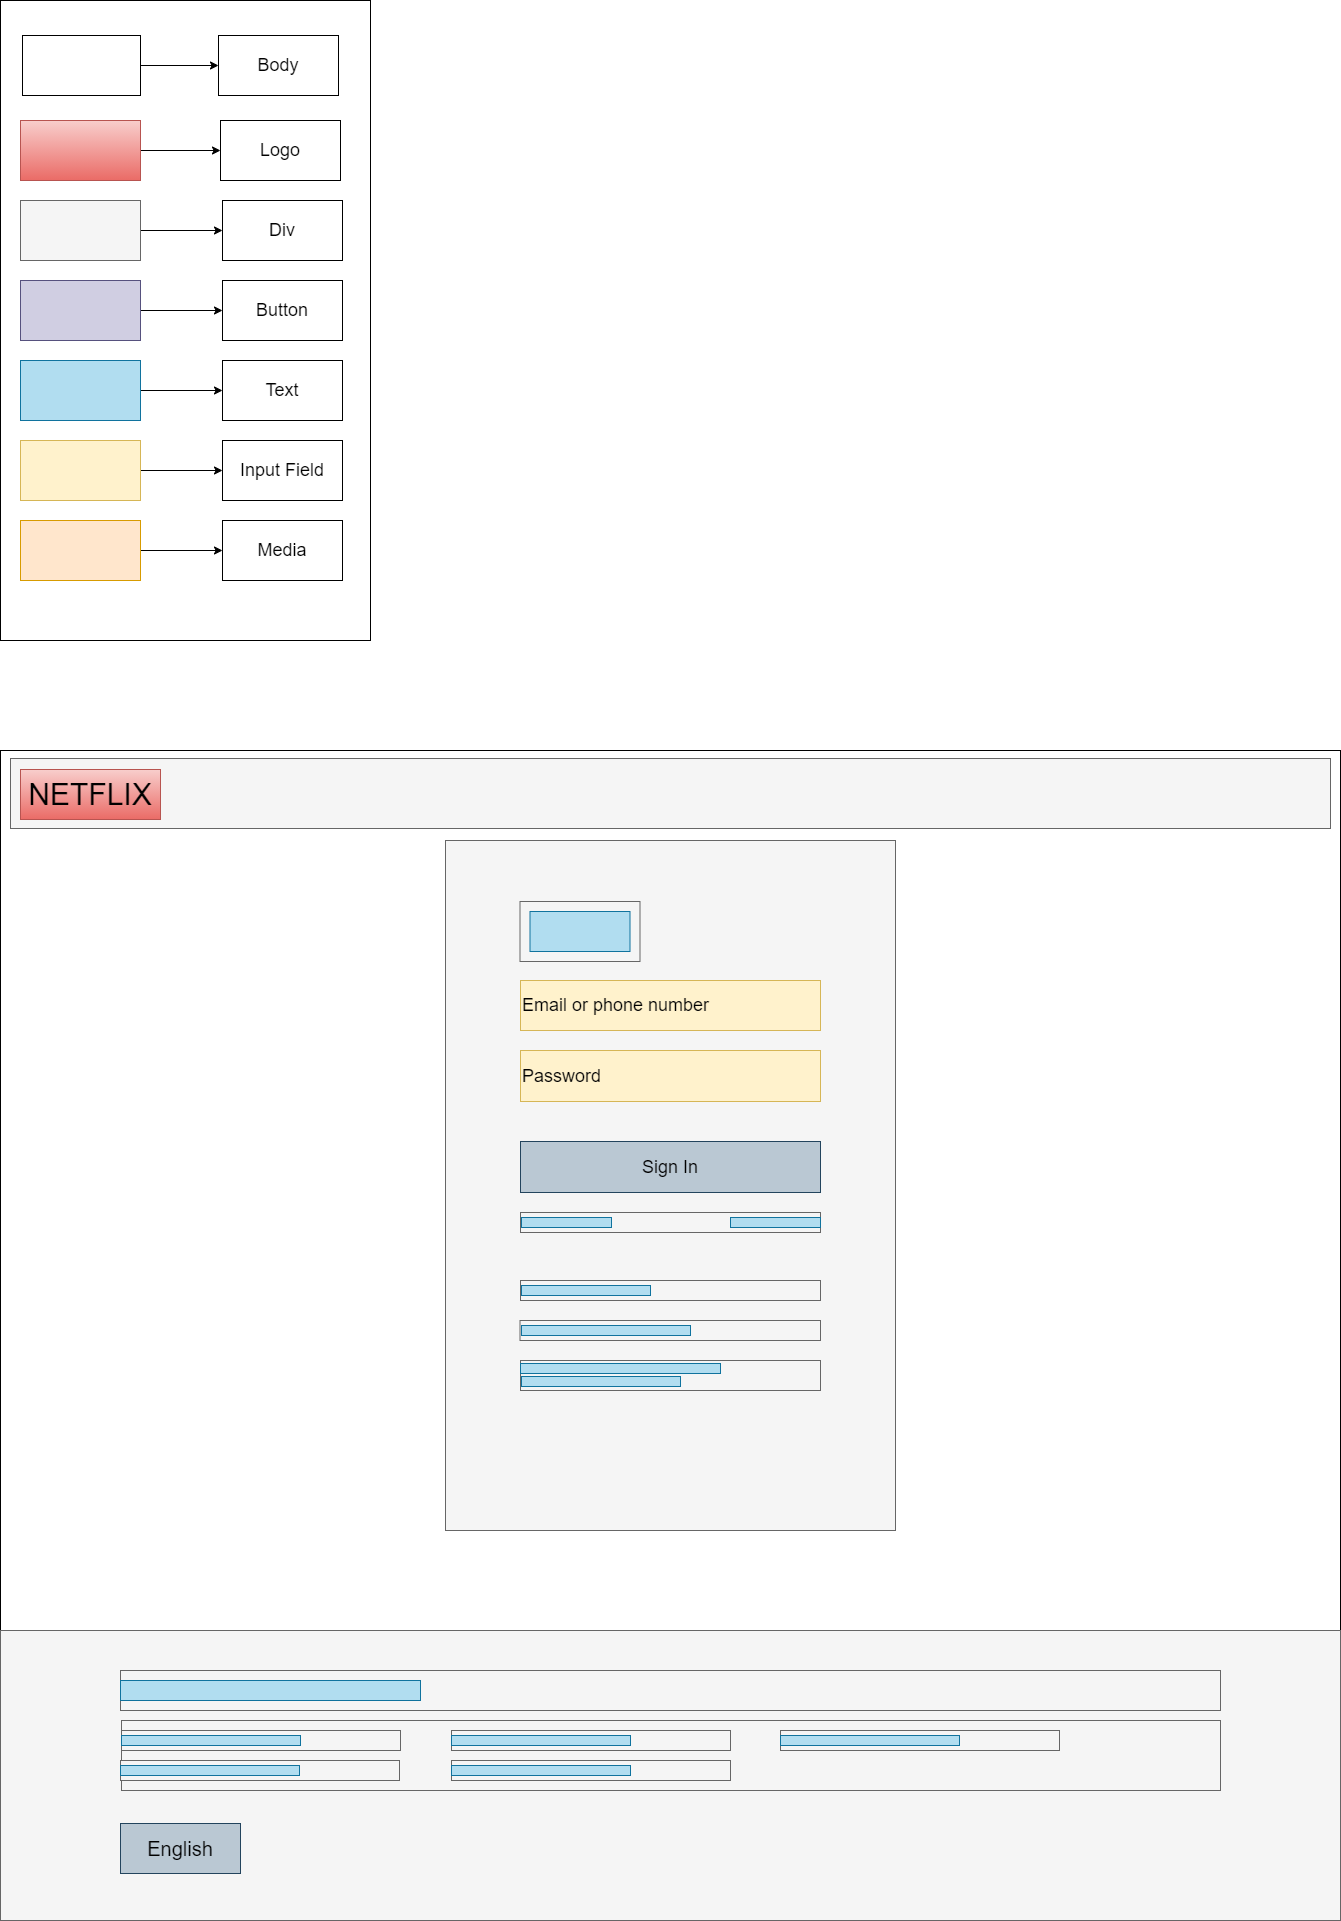 Body
Logo
Div
Button
Text
Input Field
Media
NETFLIX
Email or phone number
Password
Sign In
English